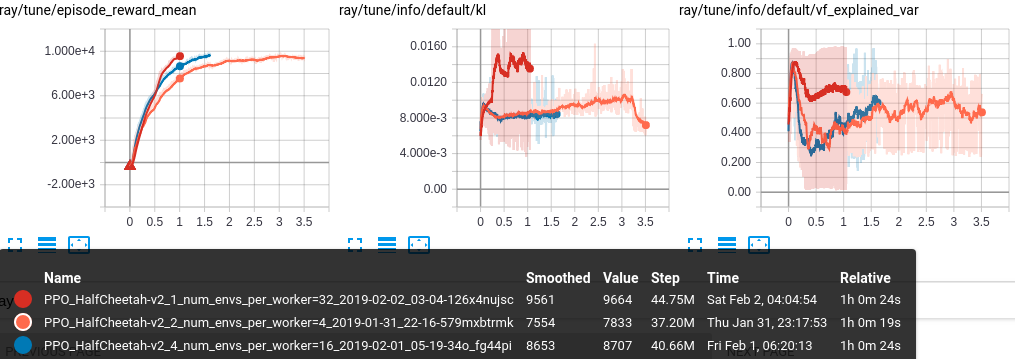 ray/tune/episode_reward_mean
1.000e+4
6.00e+3
2.00e+3
-2.00e+3
0 0.5 1 1.5 2 2.5 3 3.5
ray/tune/info/default/kl
0.0160
0.0120
8.000e-3
4.000e-3
0.00
0 0.5 1 1.5 2 2.5 3 3.5
ray/tune/info/default/vf_explained_var
1.00
0.800
0.600
0.400
0.200
0.00
0 0.5 1 1.5 2 2.5 3 3.5
Name Smoothed Value Step Time Relative
PPO_HalfCheetah-v2_1_num_envs_per_worker=32_2019-02-02_03-04-126x4nujsc 9561 9664 44.75M Sat Feb 2, 04:04:54 1h 0m 24s
PPO_HalfCheetah-v2_2_num_envs_per_worker=4_2019-01-31_22-16-579mxbtrmk 7554 7833 37.20M Thu Jan 31, 23:17:53 1h 0m 19s
PPO_HalfCheetah-v2_4_num_envs_per_worker=16_2019-02-01_05-19-34o_fg44pi 8653 8707 40.66M Fri Feb 1, 06:20:13 1h 0m 24s
PREVIOUS PAGE
NEXT PAGE